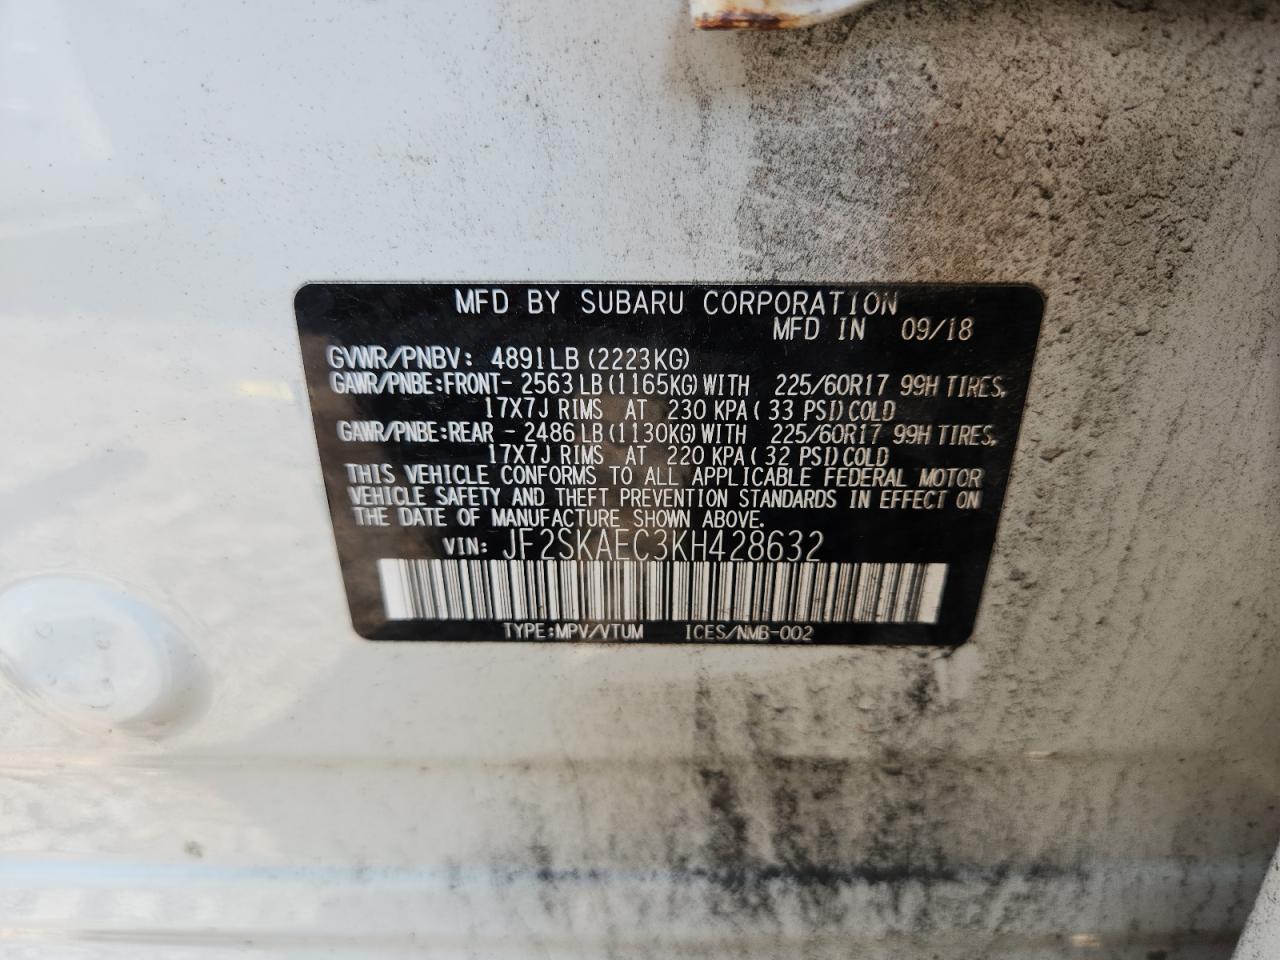 MFD BY SUBARU CORPORATION
MFD IN 09/18
GVWR/PNBV: 4891LB (2223KG)
GAWR/PNBE:FRONT- 2563 LB (1165KG) WITH 225/60R17 99H TIRES,
17X7J RIMS AT 230 KPA ( 33 PSI) COLD
GAWR/PNBE:REAR - 2486 LB (1130KG) WITH 225/60R17 99H TIRES,
17X7J RIMS AT 220 KPA ( 32 PSI) COLD
THIS VEHICLE CONFORMS TO ALL APPLICABLE FEDERAL MOTOR
VEHICLE SAFETY AND THEFT PREVENTION STANDARDS IN EFFECT ON
THE DATE OF MANUFACTURE SHOWN ABOVE.
VIN: JF2SKAEC3KH428632
TYPE:MPV/VTUM ICES/NMB-002